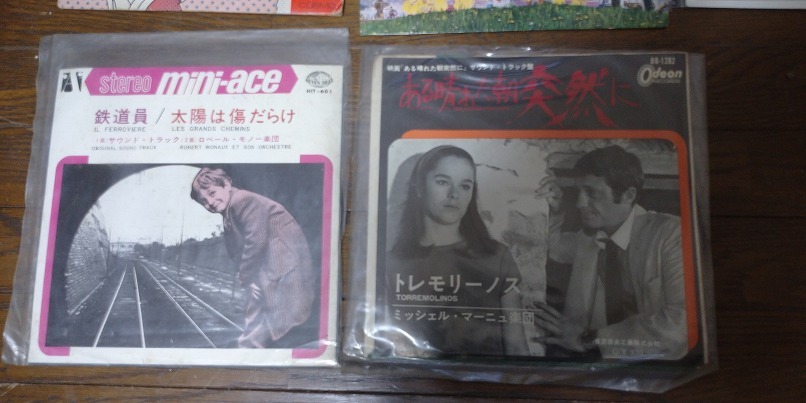 stereo mini-ace
HIT-661
鉄道員/太陽は傷だらけ
IL FERROVIERE / LES GRANDS CHEMINS
サウンド・トラック ロベール・モノー楽団
ORIGINAL SOUND TRACK ROBERT MONAUX ET SON ORCHESTRE
映画「ある晴れた朝突然に」サウンド・トラック盤
Odeon
ある晴れた朝突然に
トレモリーノス
TORREMOLINOS
ミッシェル・マーニュ楽団